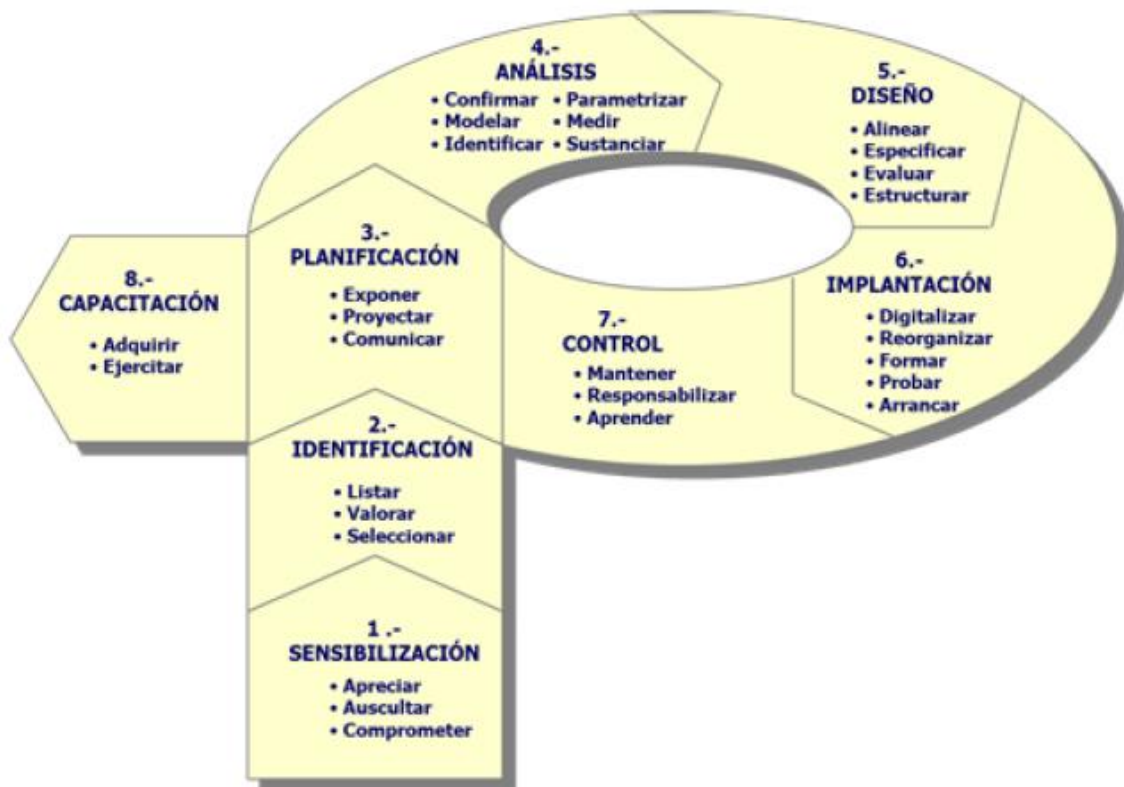 4.-
ANÁLISIS
• Confirmar • Parametrizar
• Modelar • Medir
• Identificar • Sustanciar
5.-
DISEÑO
• Alinear
• Especificar
• Evaluar
• Estructurar
3.-
PLANIFICACIÓN
• Exponer
• Proyectar
• Comunicar
8.-
CAPACITACIÓN
• Adquirir
• Ejercitar
6.-
IMPLANTACIÓN
• Digitalizar
• Reorganizar
• Formar
• Probar
• Arrancar
7.-
CONTROL
• Mantener
• Responsabilizar
• Aprender
2.-
IDENTIFICACIÓN
• Listar
• Valorar
• Seleccionar
1 .-
SENSIBILIZACIÓN
• Apreciar
• Auscultar
• Comprometer